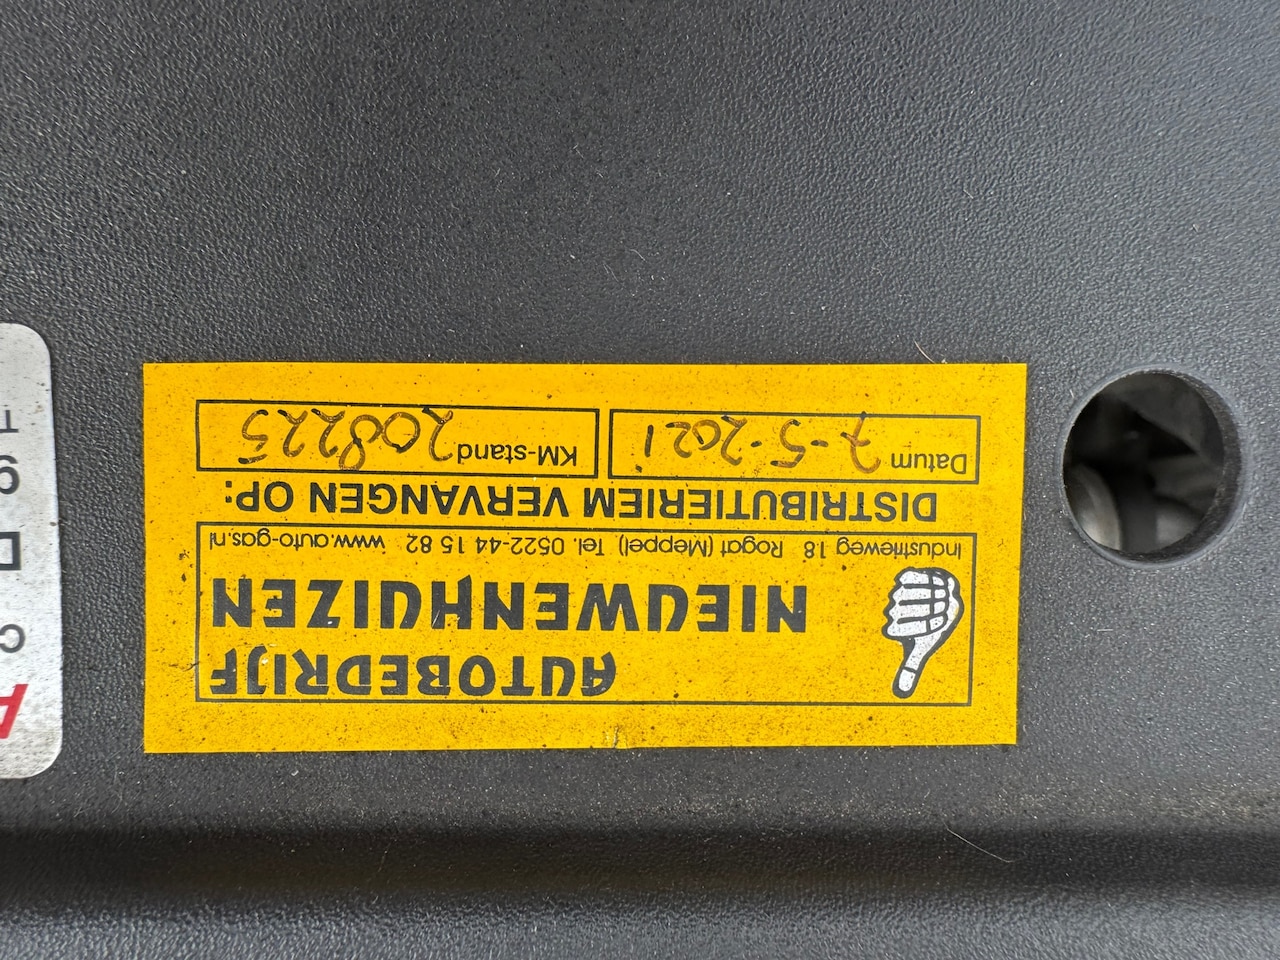 AUTOBEDRIJF
NIEUWENHUIZEN
Industrieweg 18 Rogat (Meppel) Tel. 0522-44 15 82 www.auto-gas.nl
DISTRIBUTIERIEM VERVANGEN OP:
Datum 7-5-2021 KM-stand 208225